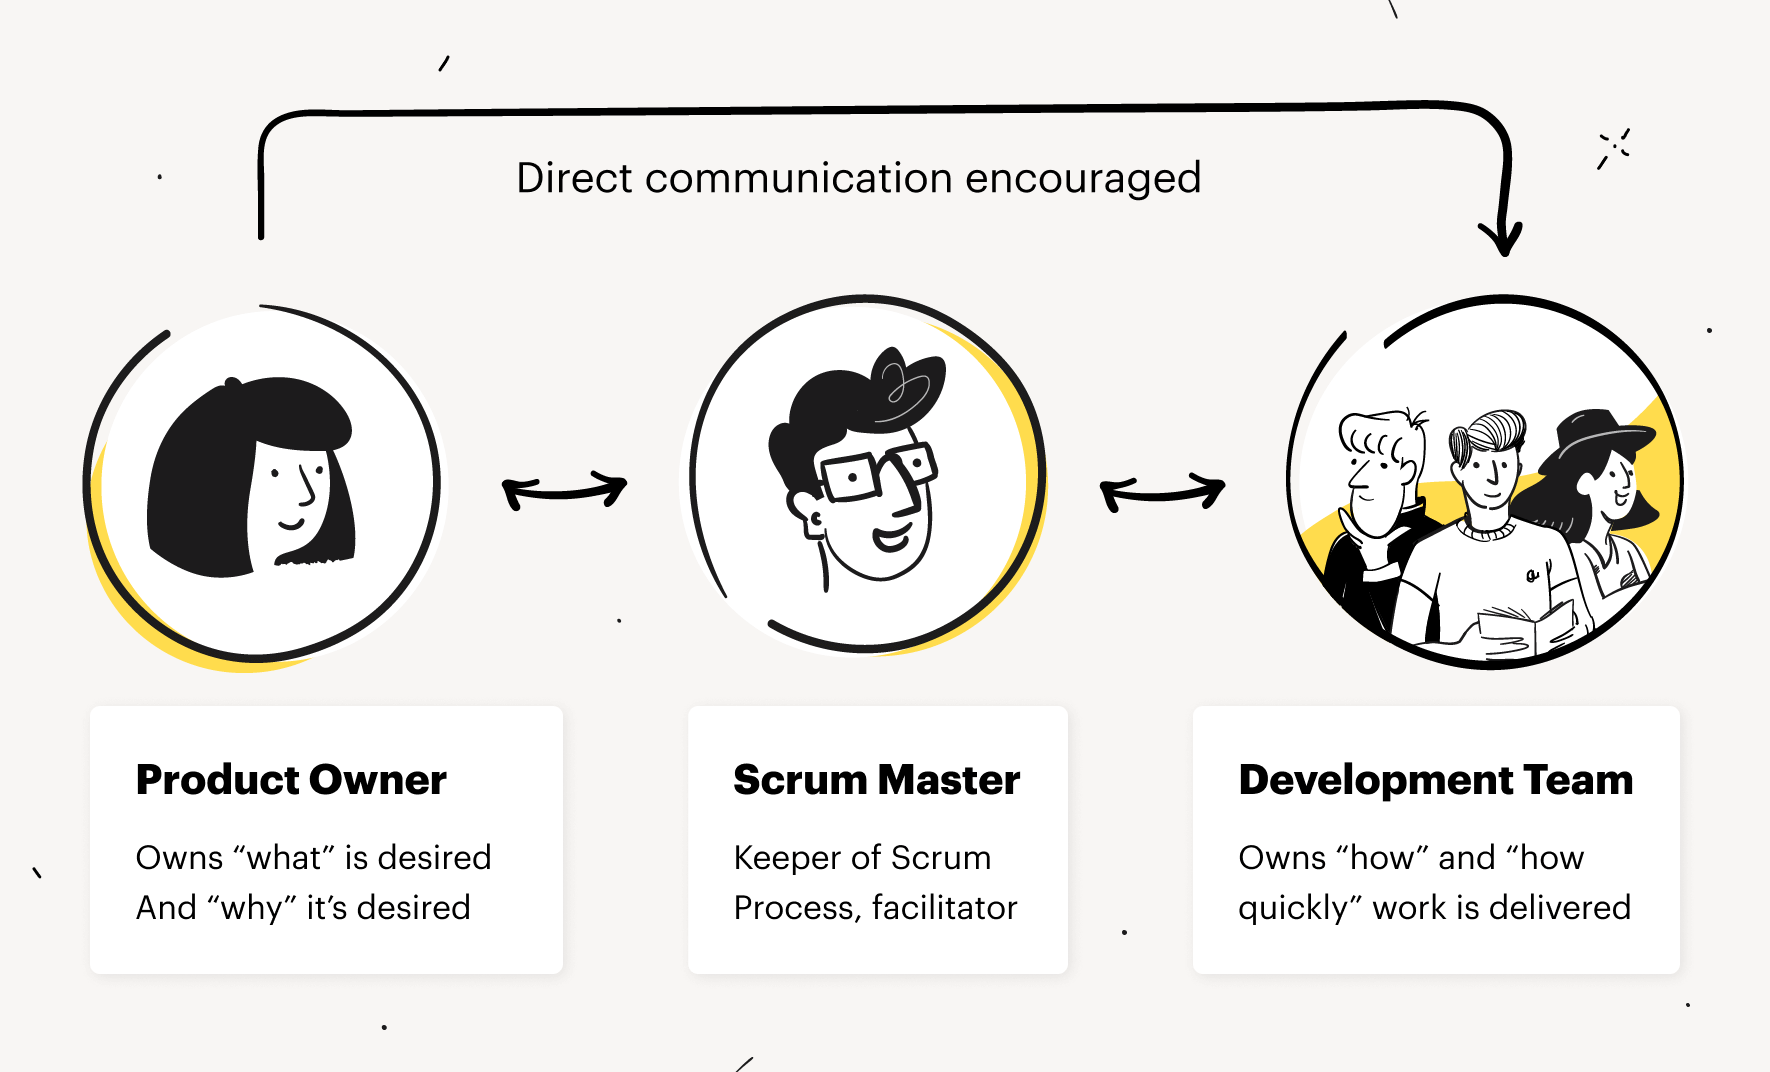 Direct communication encouraged
Product Owner
Owns “what” is desired
And “why” it’s desired
Scrum Master
Keeper of Scrum
Process, facilitator
Development Team
Owns “how” and “how
quickly” work is delivered